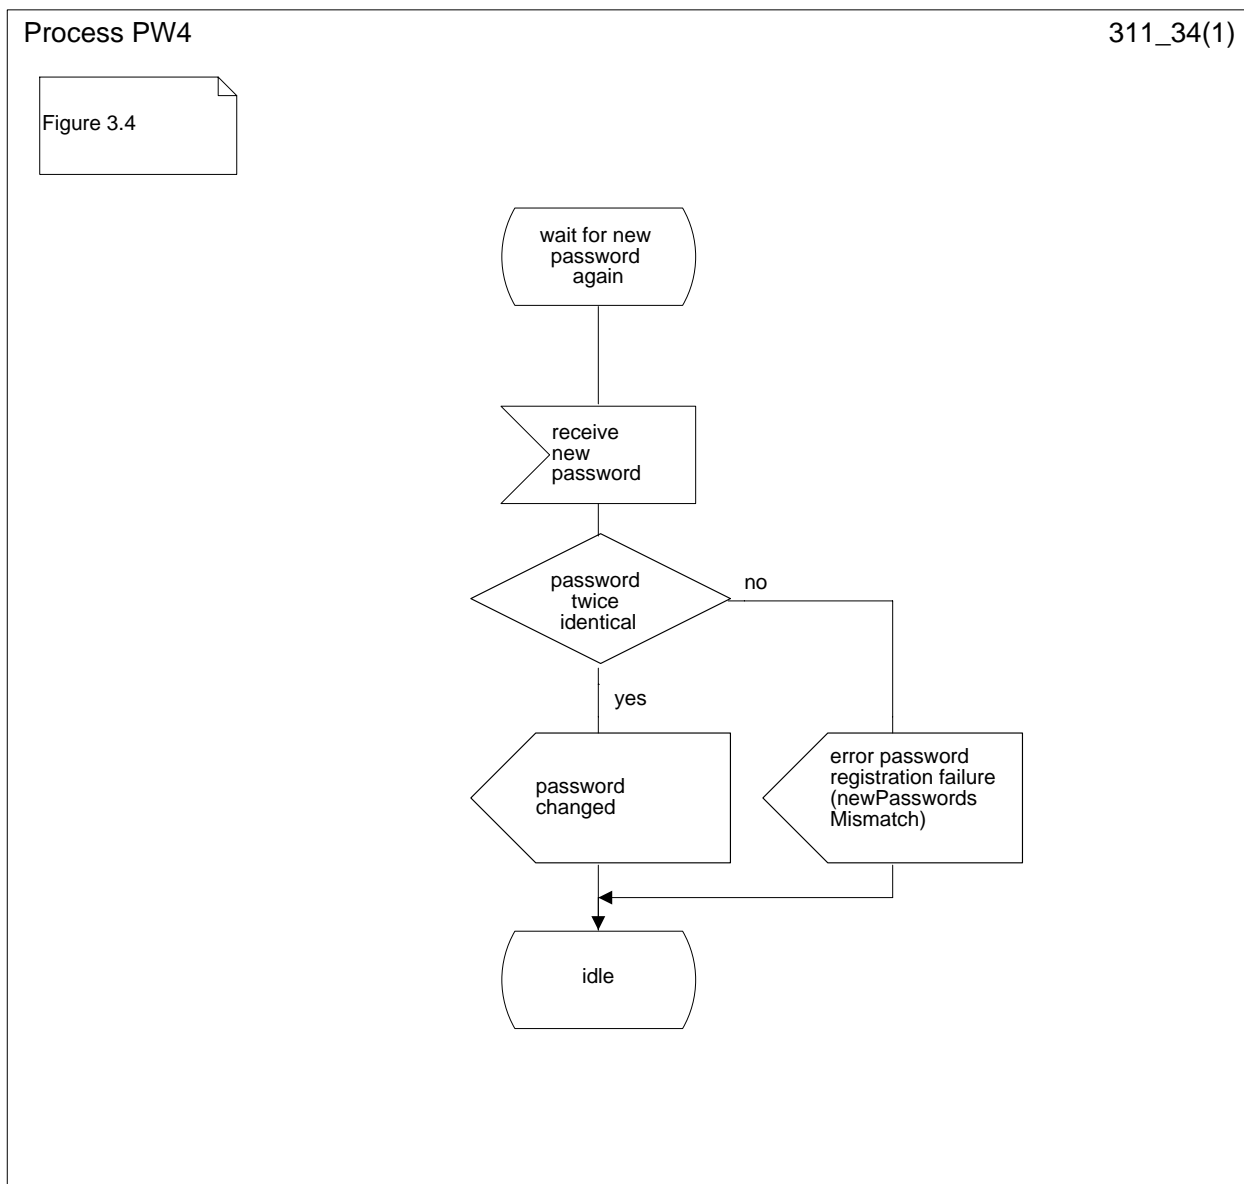 Process PW4
311_34(1)
Figure 3.4
wait for new
password
again
receive
new
password
password
twice
identical
no
yes
password
changed
error password
registration failure
(newPasswords
Mismatch)
idle